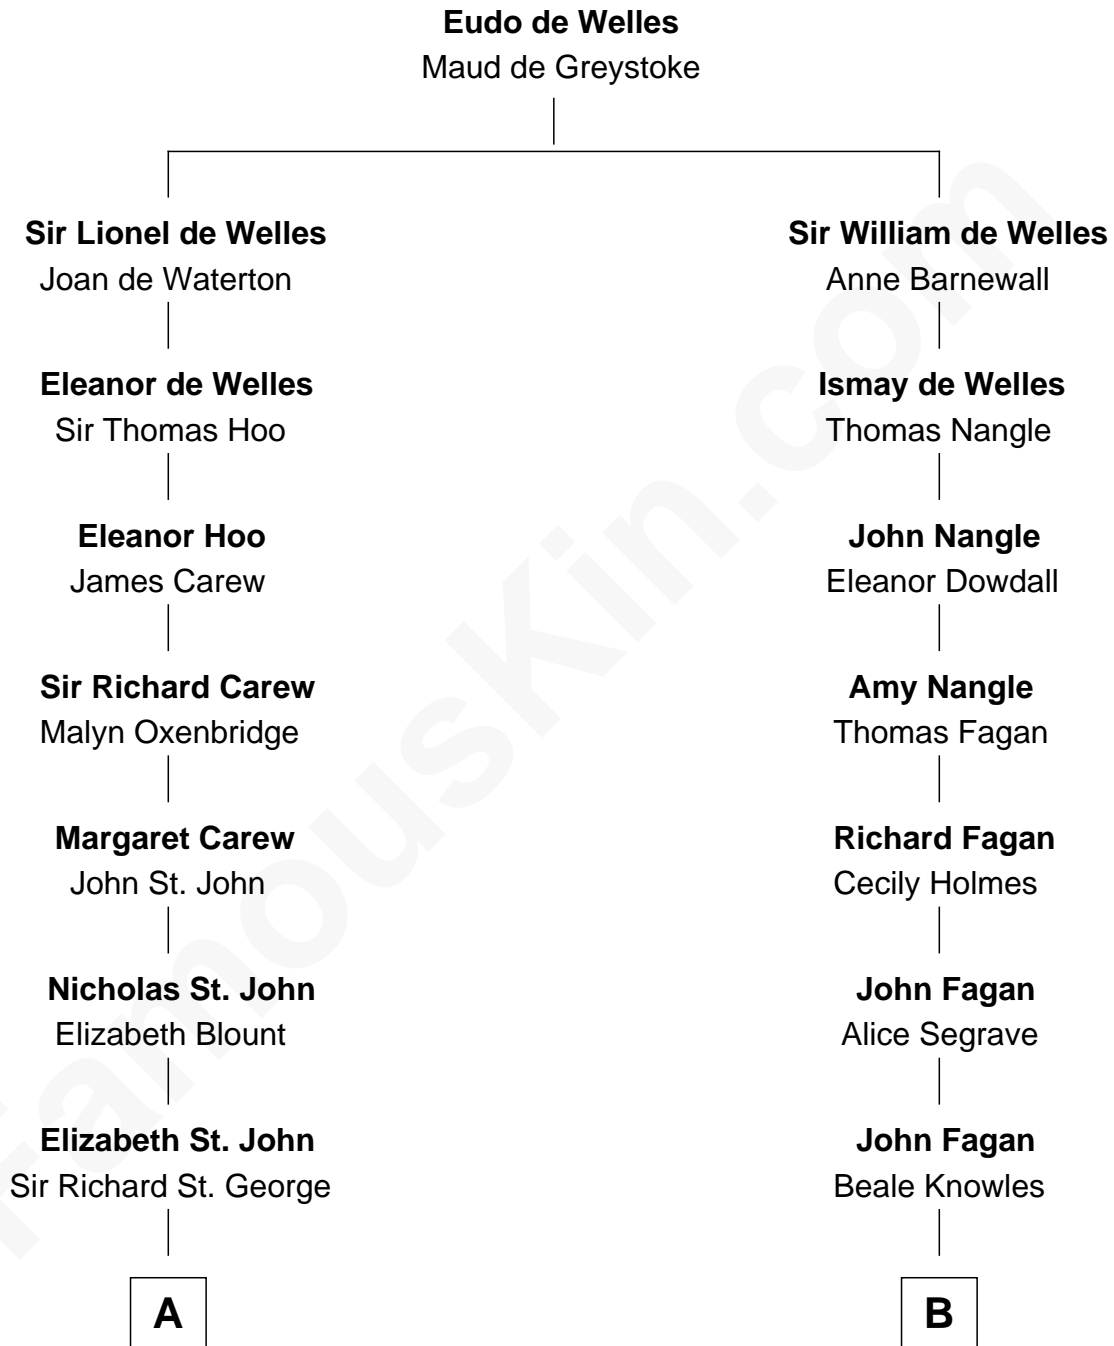 Eudo de Welles
Maud de Greystoke
Sir Lionel de Welles
Joan de Waterton
Eleanor de Welles
Sir Thomas Hoo
Eleanor Hoo
James Carew
Sir Richard Carew
Malyn Oxenbridge
Margaret Carew
John St. John
Nicholas St. John
Elizabeth Blount
Elizabeth St. John
Sir Richard St. George
A
Sir William de Welles
Anne Barnewall
Ismay de Welles
Thomas Nangle
John Nangle
Eleanor Dowdall
Amy Nangle
Thomas Fagan
Richard Fagan
Cecily Holmes
John Fagan
Alice Segrave
John Fagan
Beale Knowles
B
FamousKin.com